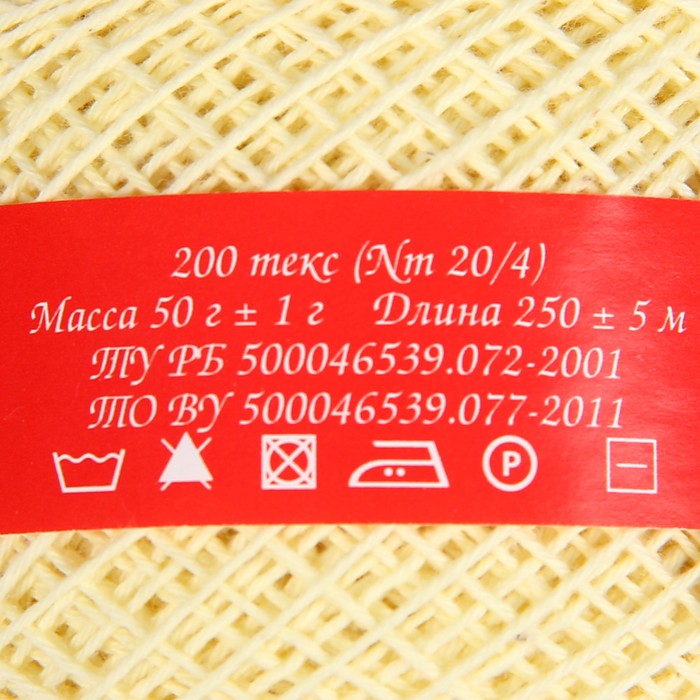 200 текс (Nm 20/4)
Масса 50 г ± 1 г Длина 250 ± 5 м
ТУ РБ 500046539.072-2001
ТО BY 500046539.077-2011
P